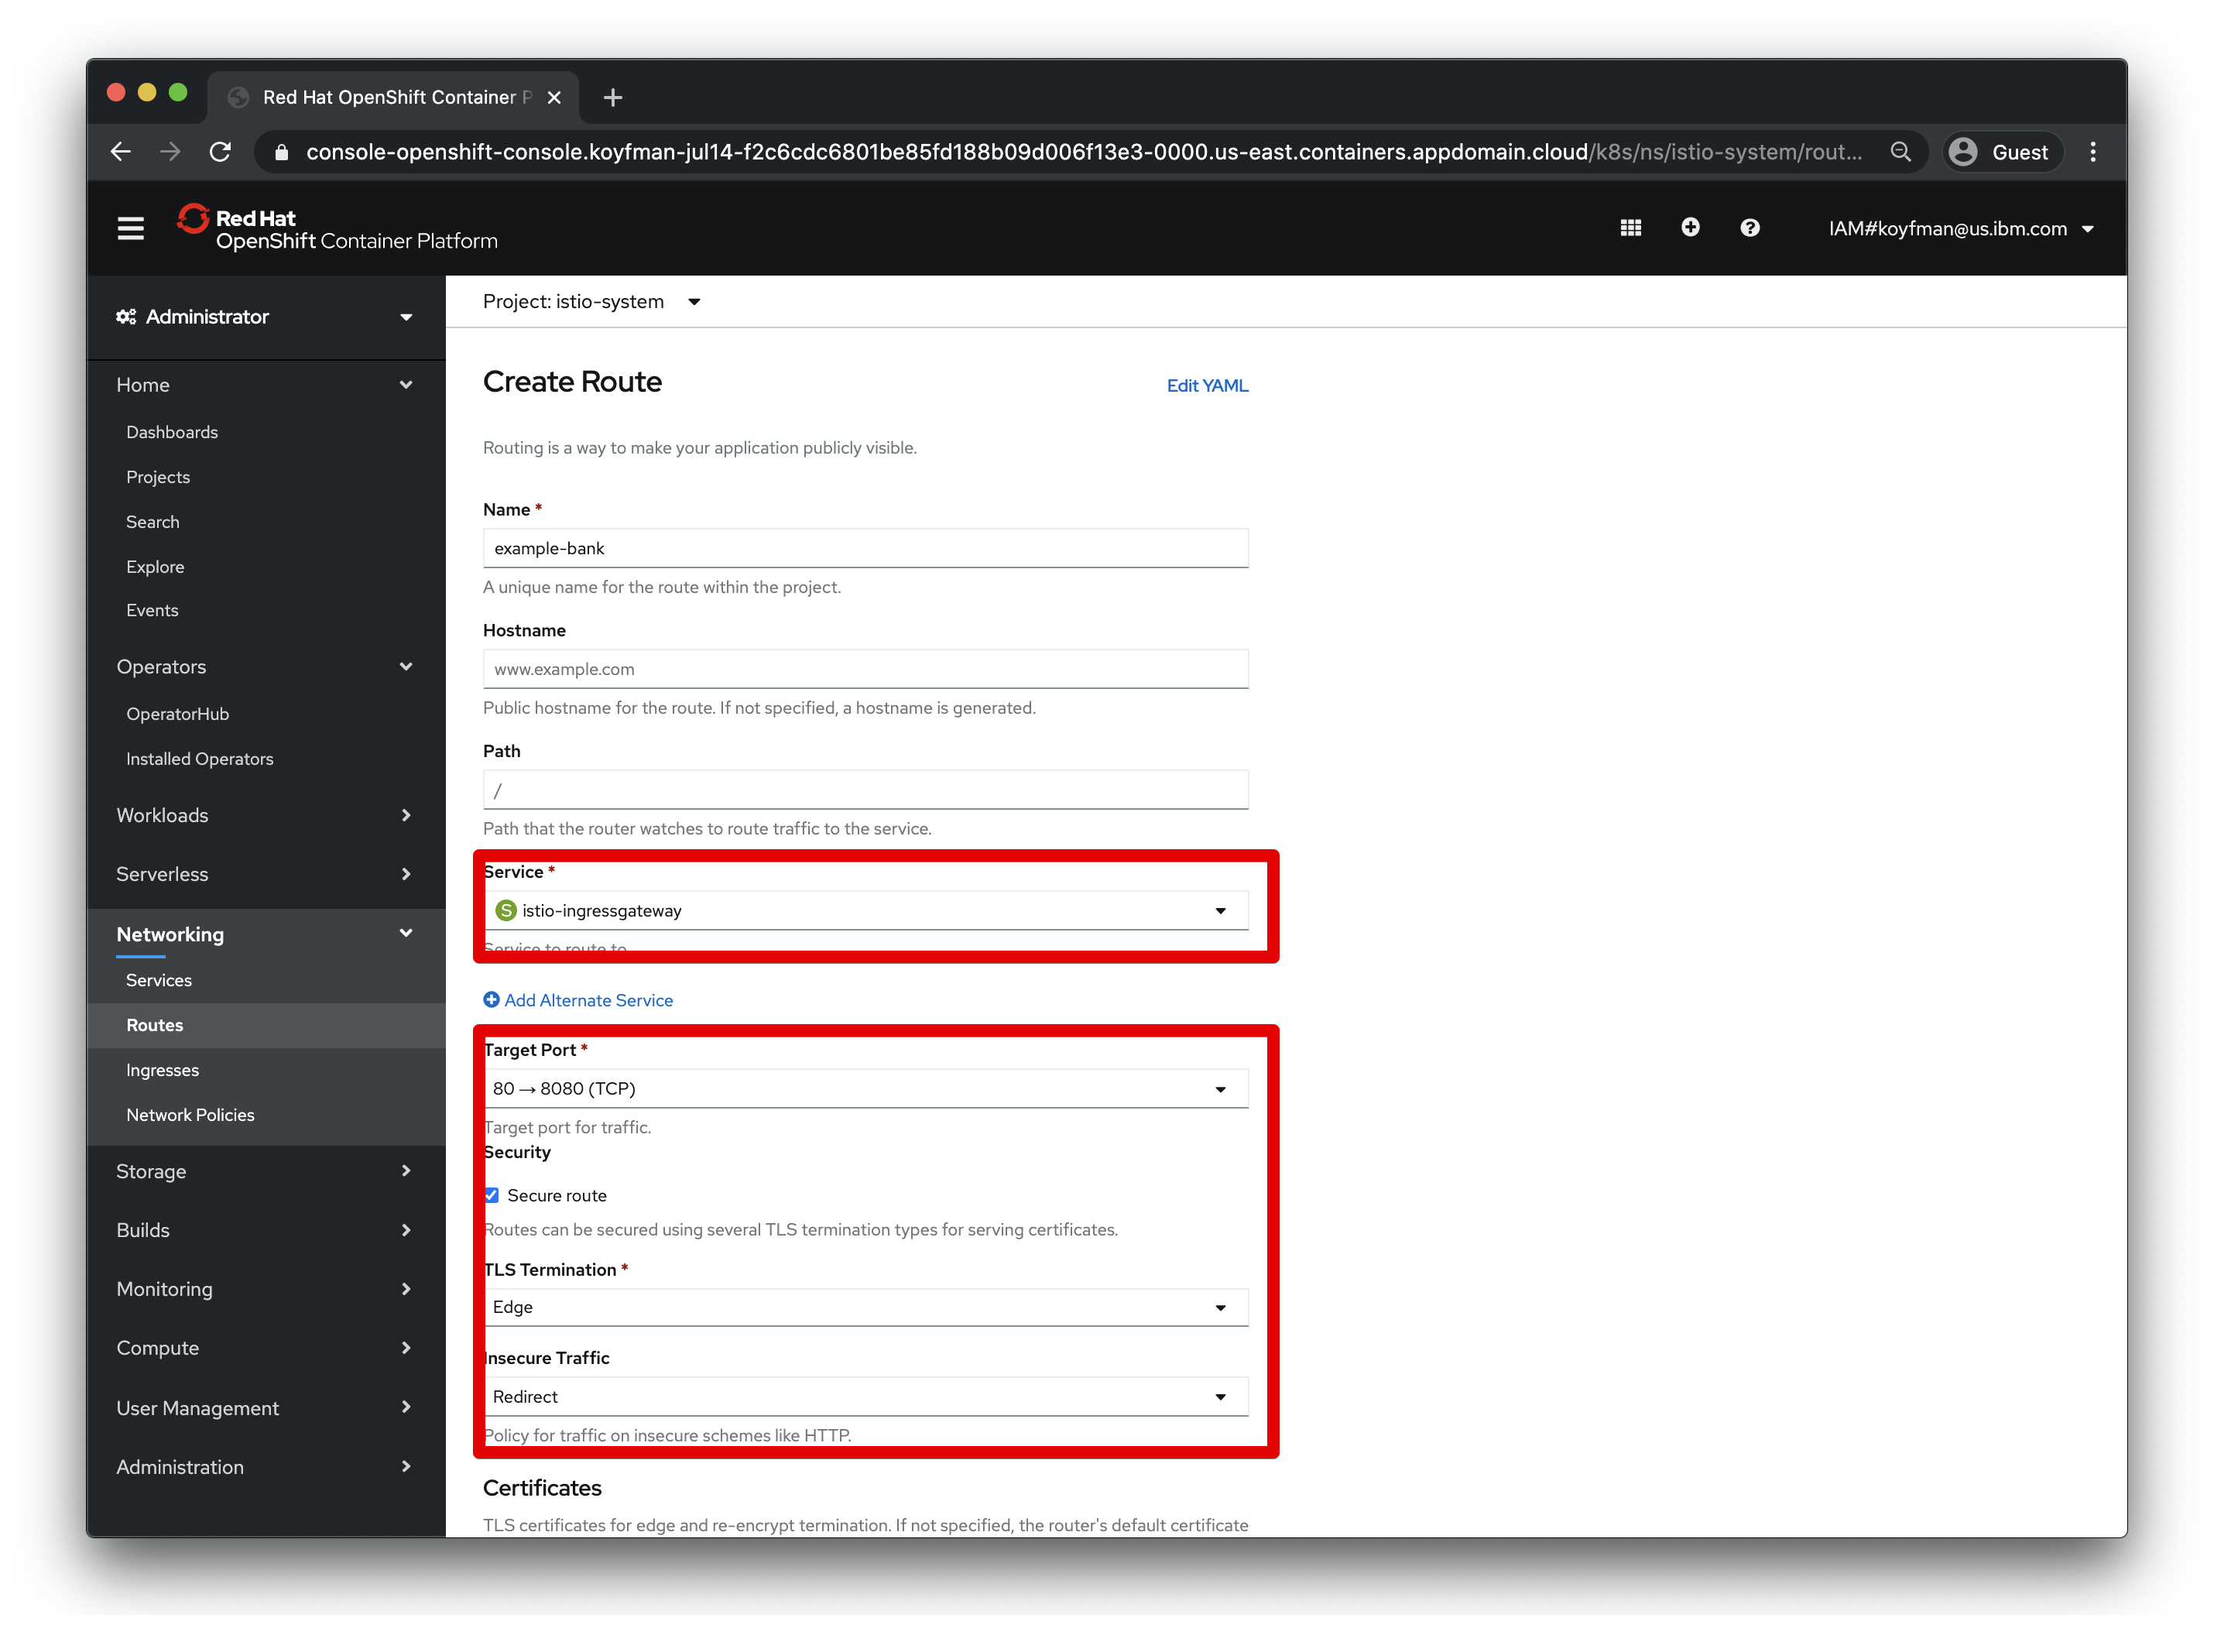 Red Hat OpenShift Container P
console-openshift-console.koyfman-jul14-f2c6cdc6801be85fd188b09d006f13e3-0000.us-east.containers.appdomain.cloud/k8s/ns/istio-system/rout...
Guest
Red Hat
OpenShift Container Platform
IAM#koyfman@us.ibm.com
Administrator
Home
Dashboards
Projects
Search
Explore
Events
Operators
OperatorHub
Installed Operators
Workloads
Serverless
Networking
Services
Routes
Ingresses
Network Policies
Storage
Builds
Monitoring
Compute
User Management
Administration
Project: istio-system
Create Route
Edit YAML
Routing is a way to make your application publicly visible.
Name *
example-bank
A unique name for the route within the project.
Hostname
www.example.com
Public hostname for the route. If not specified, a hostname is generated.
Path
/
Path that the router watches to route traffic to the service.
Service *
S istio-ingressgateway
Service to route to
Add Alternate Service
Target Port *
80 → 8080 (TCP)
Target port for traffic.
Security
Secure route
Routes can be secured using several TLS termination types for serving certificates.
TLS Termination *
Edge
Insecure Traffic
Redirect
Policy for traffic on insecure schemes like HTTP.
Certificates
TLS certificates for edge and re-encrypt termination. If not specified, the router's default certificate